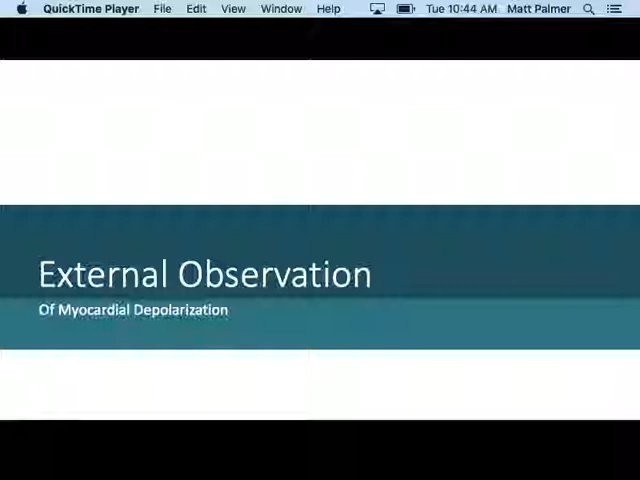 QuickTime Player File Edit View Window Help Tue 10:44 AM Matt Palmer
External Observation
Of Myocardial Depolarization